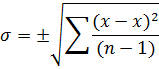 σ = ±√∑(x − x)²/(n − 1)